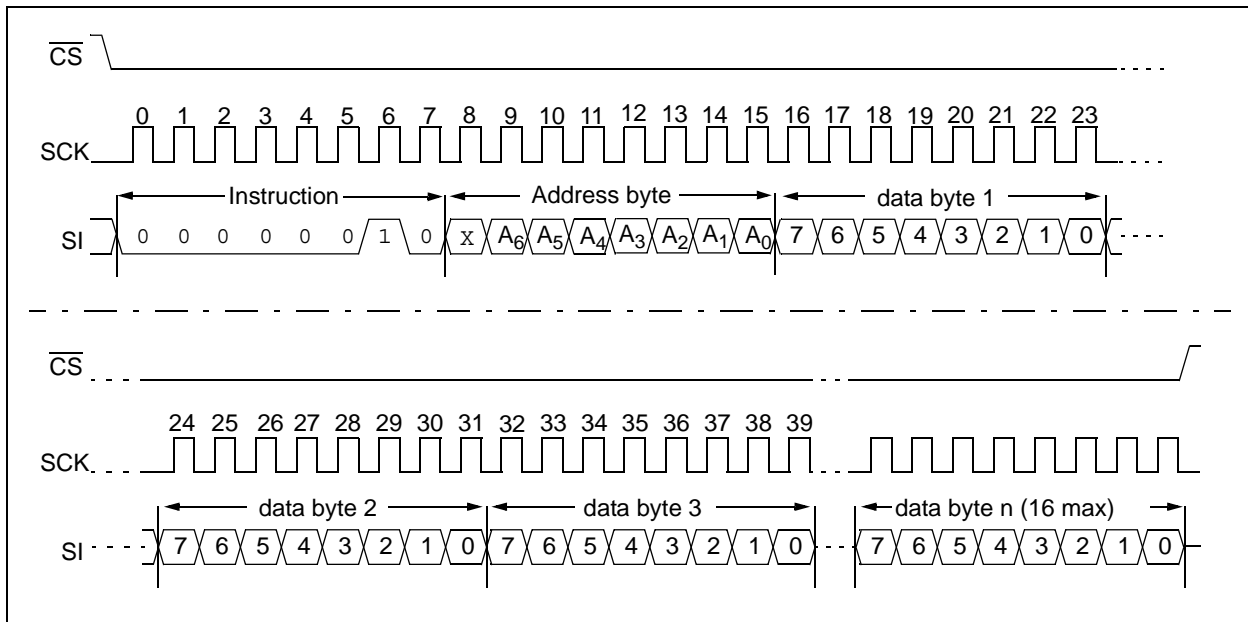 CS
0 1 2 3 4 5 6 7 8 9 10 11 12 13 14 15 16 17 18 19 20 21 22 23
SCK
Instruction Address byte data byte 1
SI 0 0 0 0 0 0 1 0 X A6 A5 A4 A3 A2 A1 A0 7 6 5 4 3 2 1 0
CS
24 25 26 27 28 29 30 31 32 33 34 35 36 37 38 39
SCK
data byte 2 data byte 3 data byte n (16 max)
SI 7 6 5 4 3 2 1 0 7 6 5 4 3 2 1 0 7 6 5 4 3 2 1 0